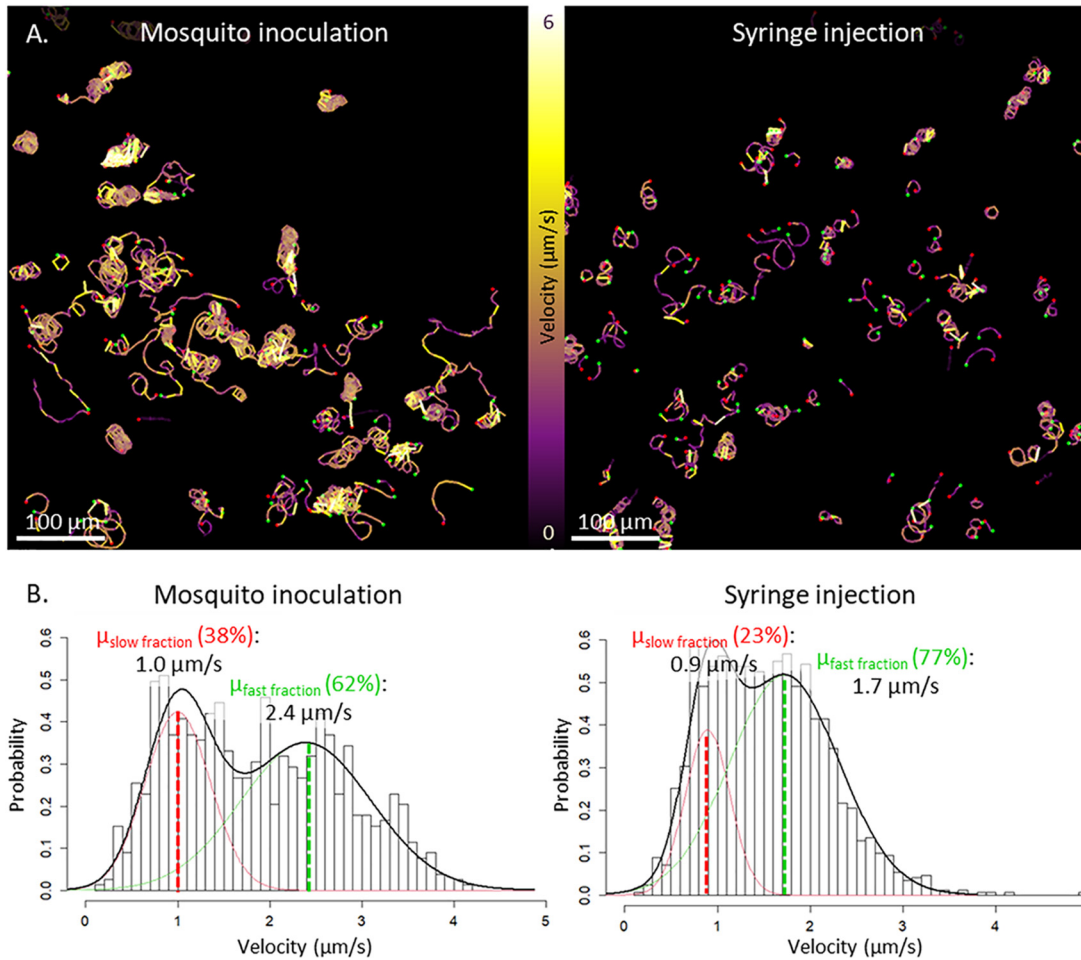 A.
Mosquito inoculation
6
Syringe injection
Velocity (µm/s)
100 µm
0
100 µm
B.
Mosquito inoculation
Syringe injection
µslow fraction (38%):
1.0 µm/s
µfast fraction (62%):
2.4 µm/s
Probability
0.6
0.5
0.4
0.3
0.2
0.1
0.0
0
1
2
3
4
5
Velocity (µm/s)
µslow fraction (23%):
0.9 µm/s
µfast fraction (77%):
1.7 µm/s
Probability
0.6
0.5
0.4
0.3
0.2
0.1
0.0
0
1
2
3
4
Velocity (µm/s)